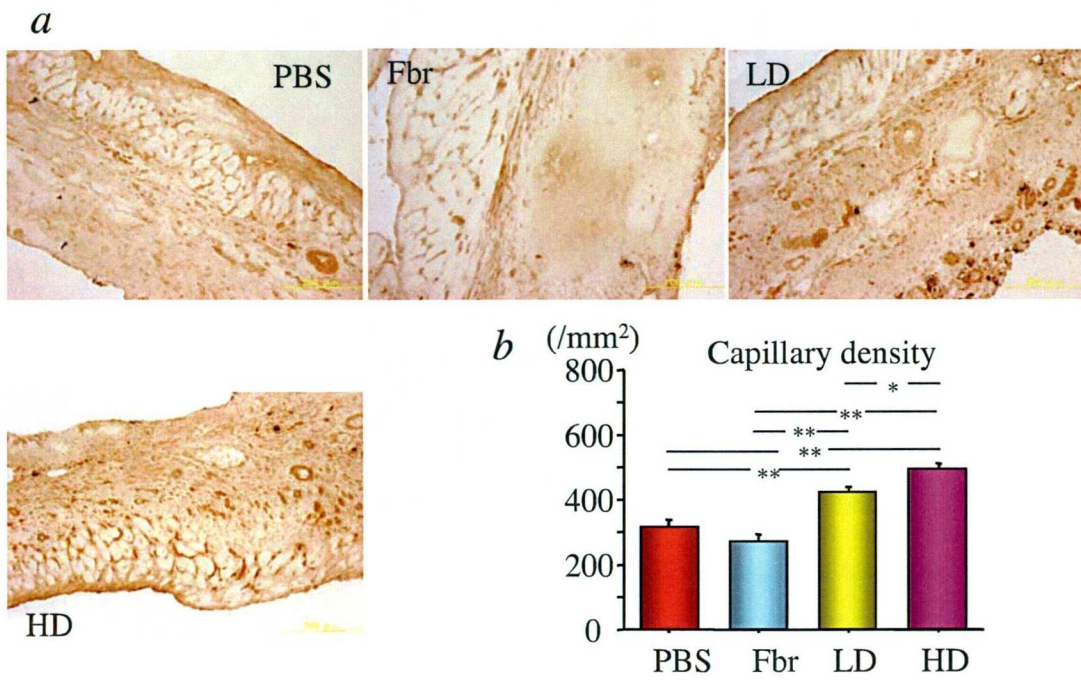 a
PBS
Fbr
LD
HD
b (/mm²) Capillary density
800
600
400
200
0
*
**
**
**
**
PBS Fbr LD HD